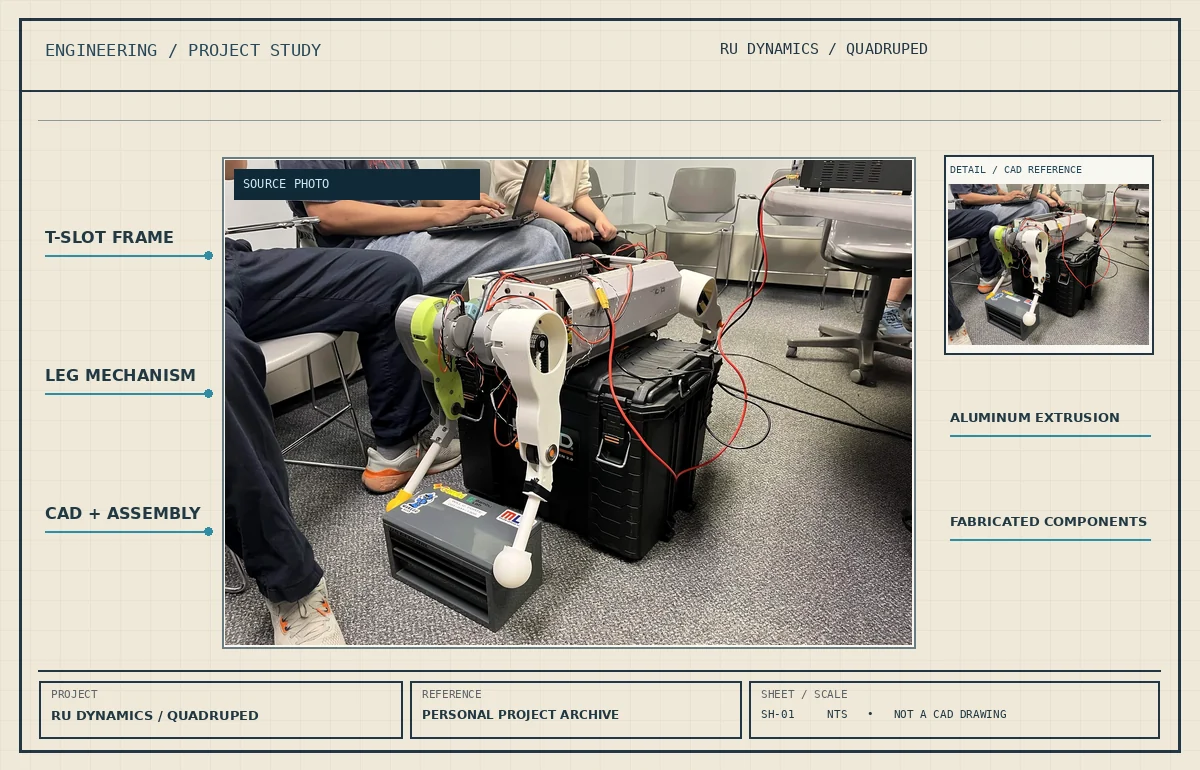 ENGINEERING / PROJECT STUDY
RU DYNAMICS / QUADRUPED
SOURCE PHOTO
DETAIL / CAD REFERENCE
T-SLOT FRAME
LEG MECHANISM
CAD + ASSEMBLY
ALUMINUM EXTRUSION
FABRICATED COMPONENTS
PROJECT
RU DYNAMICS / QUADRUPED
REFERENCE
PERSONAL PROJECT ARCHIVE
SHEET / SCALE
SH-01 NTS • NOT A CAD DRAWING